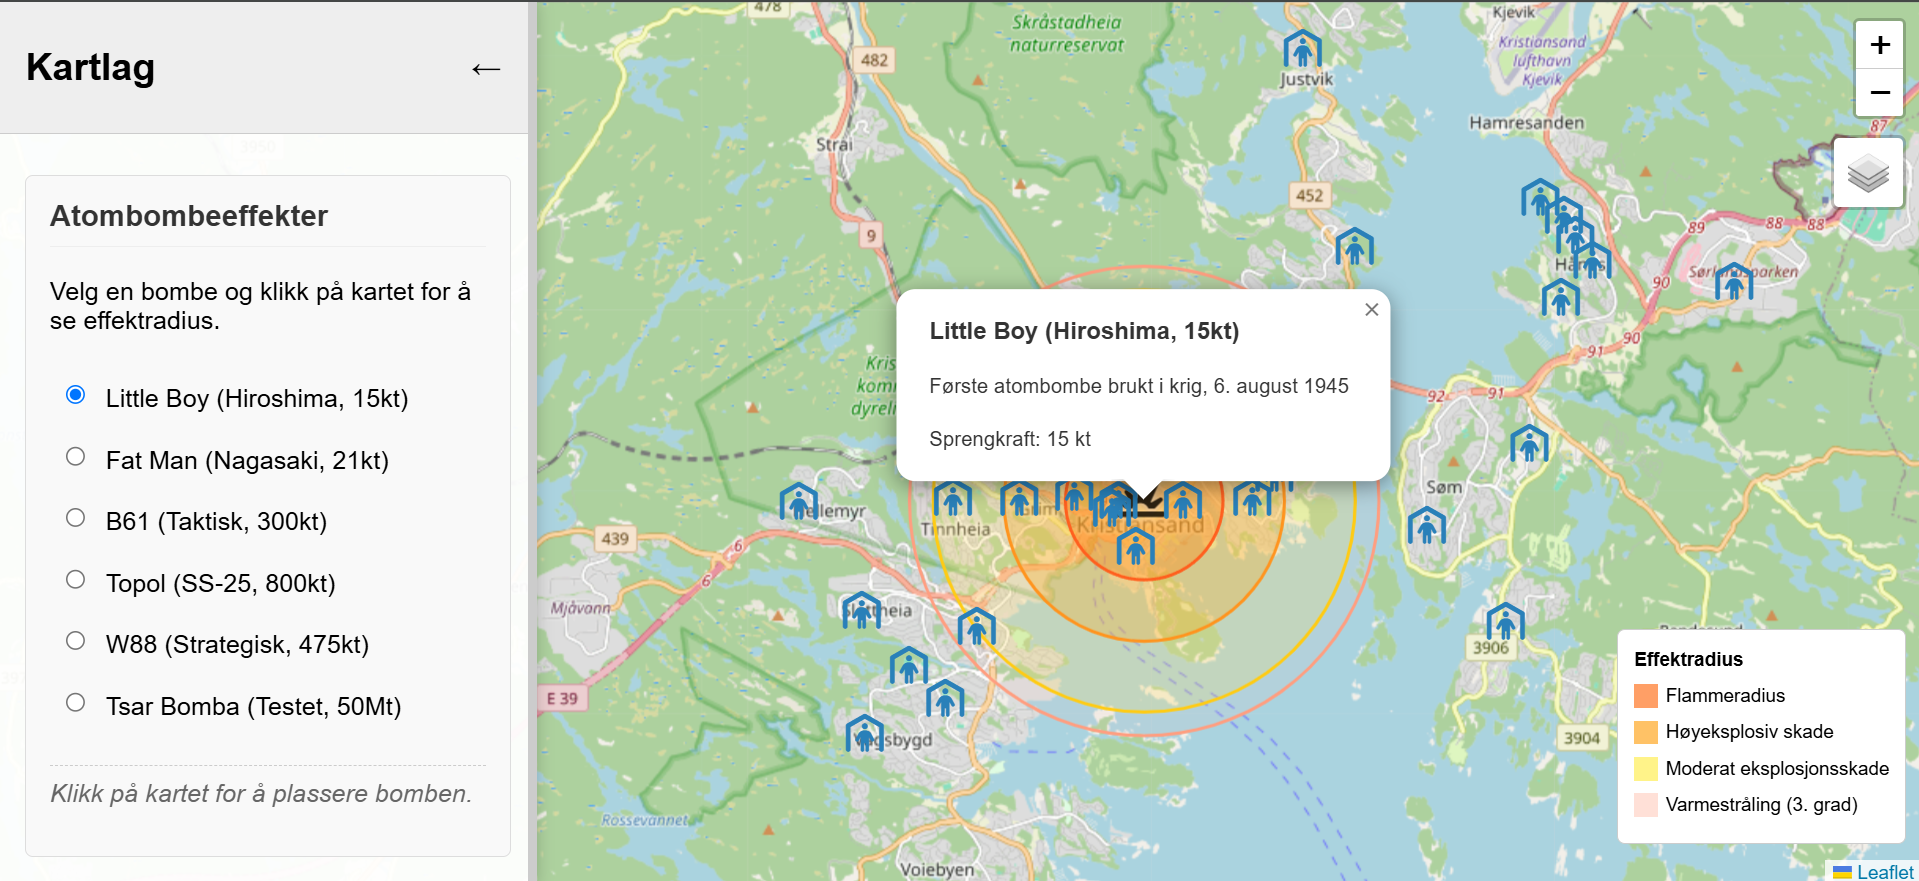 Kartlag
←
Atombombeeffekter
Velg en bombe og klikk på kartet for å
se effektradius.
Little Boy (Hiroshima, 15kt)
Fat Man (Nagasaki, 21kt)
B61 (Taktisk, 300kt)
Topol (SS-25, 800kt)
W88 (Strategisk, 475kt)
Tsar Bomba (Testet, 50Mt)
Klikk på kartet for å plassere bomben.
478
Skråstadheia
naturreservat
482
Strai
9
Justvik
452
Kjevik
Kristiansand
lufthavn
Kjevik
Hamresanden
87
88
88
89
90
90
91
91
92
Little Boy (Hiroshima, 15kt)
×
Første atombombe brukt i krig, 6. august 1945
Sprengkraft: 15 kt
Tinnheia
Kristiansand
439
6
6
Mjåvann
E 39
Rossevannet
Voiebyen
Søm
3906
3904
+
−
Effektradius
Flammeradius
Høyeksplosiv skade
Moderat eksplosjonsskade
Varmestråling (3. grad)
Leaflet